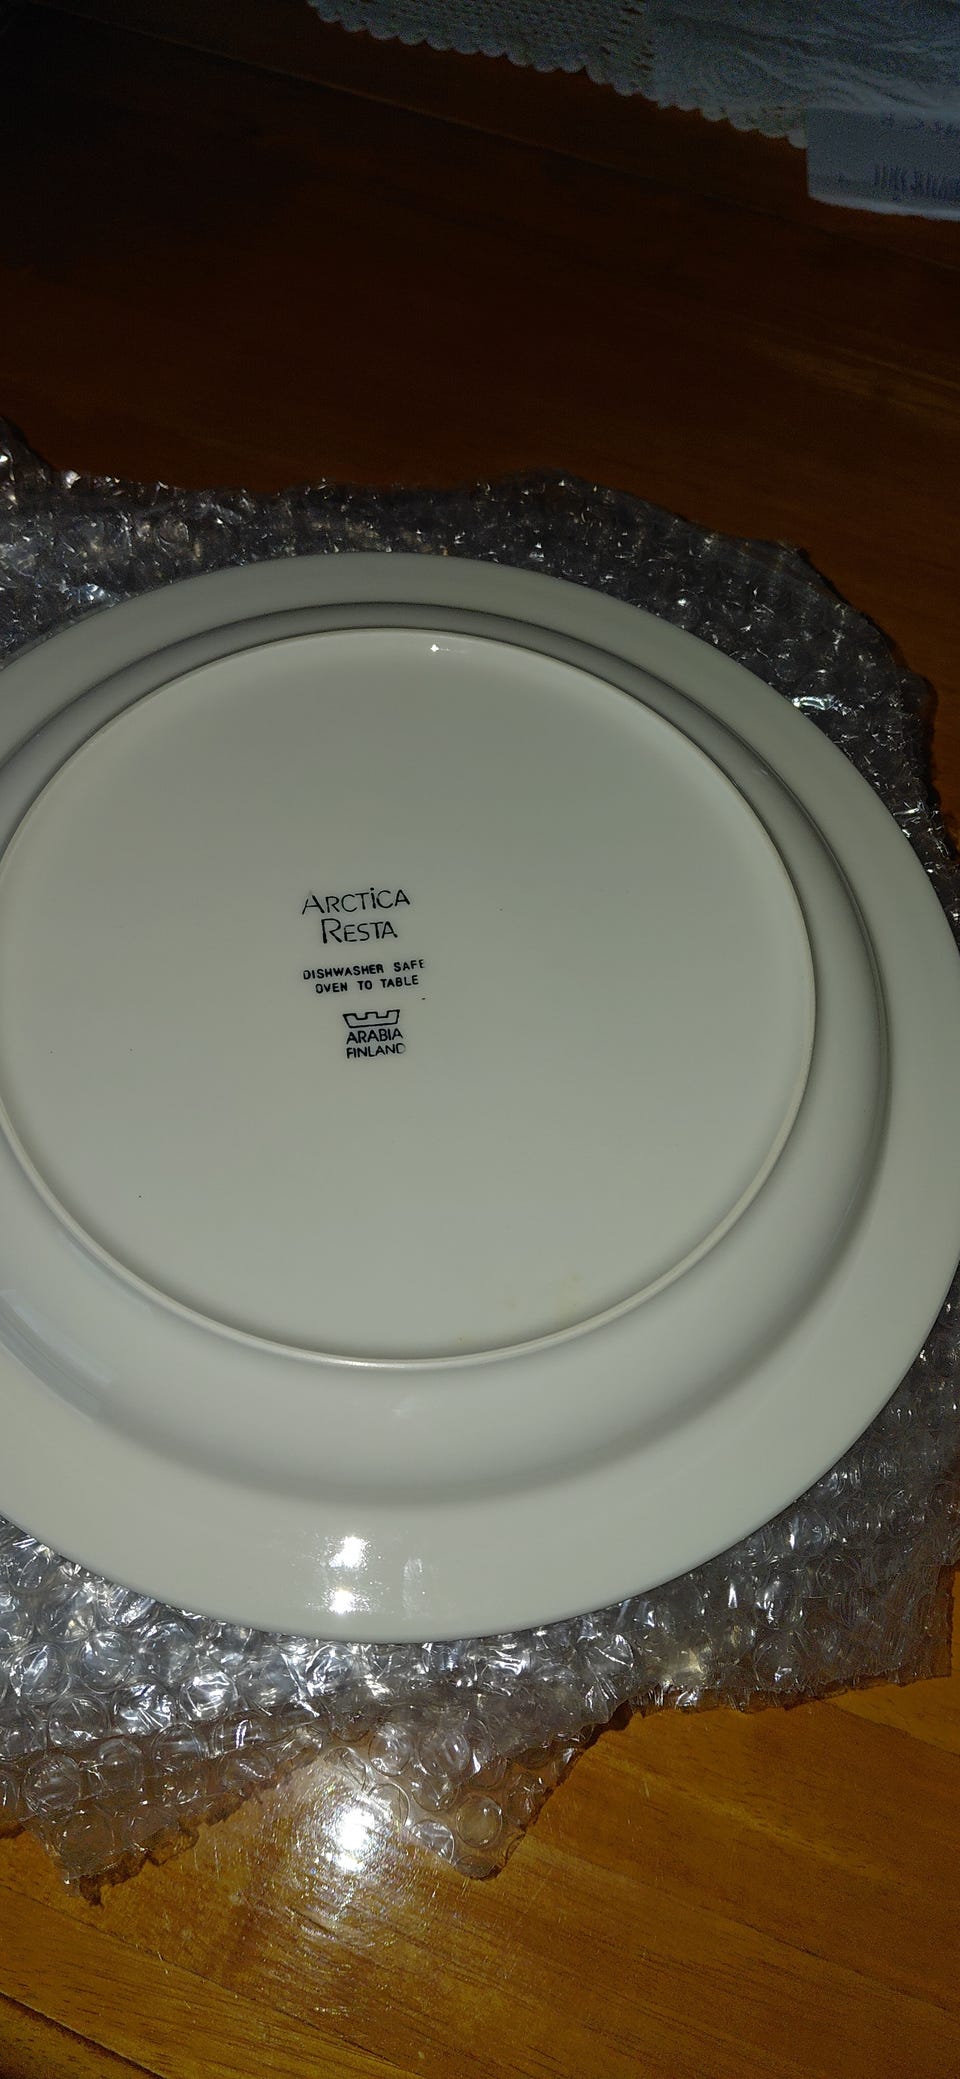 ARCTiCA
RESTA
DISHWASHER SAFE
OVEN TO TABLE
ARABIA
FINLAND